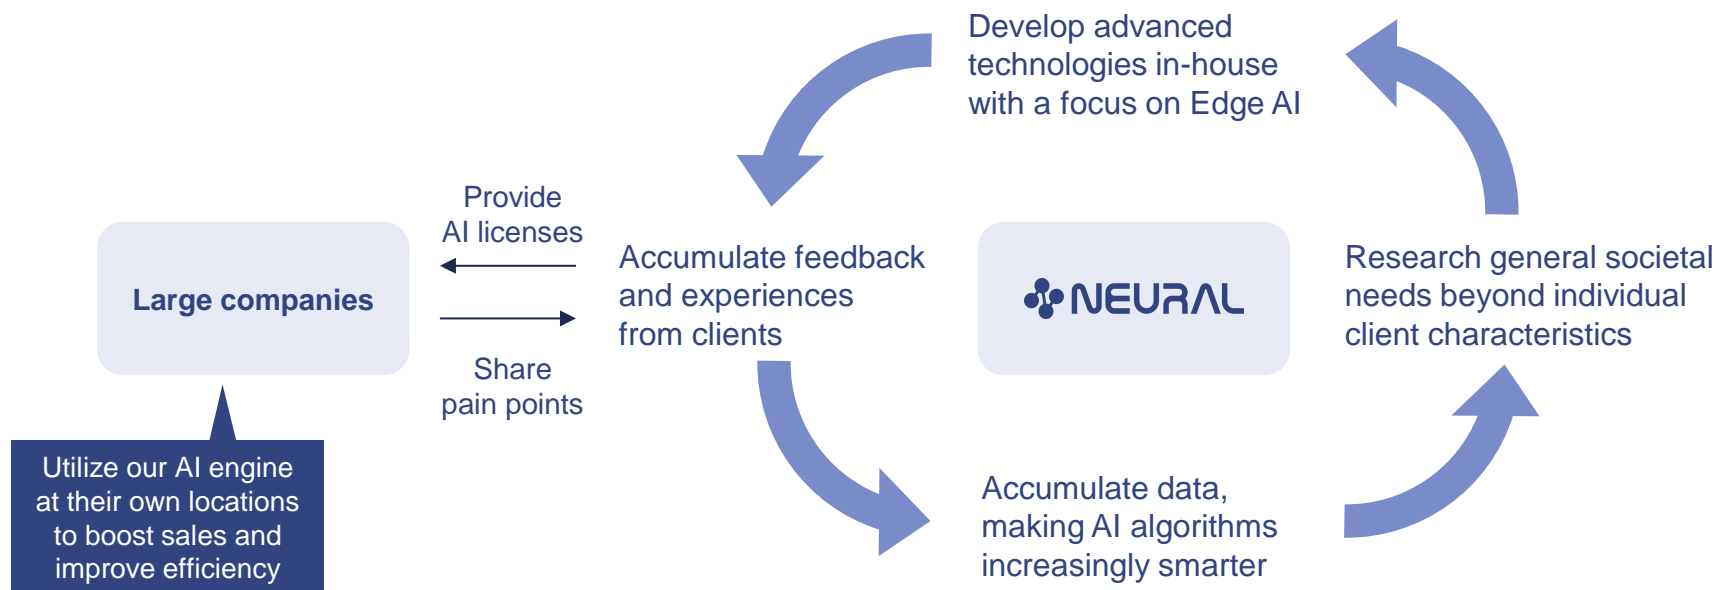 Develop advanced
technologies in-house
with a focus on Edge AI
Provide
AI licenses
Large companies
Share
pain points
Accumulate feedback
and experiences
from clients
NEURAL
Research general societal
needs beyond individual
client characteristics
Utilize our AI engine
at their own locations
to boost sales and
improve efficiency
Accumulate data,
making AI algorithms
increasingly smarter